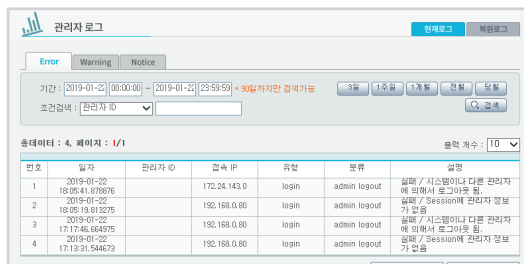 관리자 로그
현재로그 복원로그
Error Warning Notice
기간 : 2019-01-22 00:00:00 ~ 2019-01-22 23:59:59 * 90일까지만 검색가능 3일 1주일 1개월 전월 당월
조건검색 : 관리자 ID 검색
총데이터 : 4, 페이지 : 1/1 출력 개수 : 10
번호 일자 관리자 ID 접속 IP 유형 분류 설명
1 2019-01-22 18:05:41.878876 172.24.143.0 login admin logout 실패 / 시스템이나 다른 관리자에 의해서 로그아웃 됨.
2 2019-01-22 18:05:19.813275 192.168.0.80 login admin logout 실패 / Session에 관리자 정보가 없음
3 2019-01-22 17:17:46.664975 192.168.0.80 login admin logout 실패 / 시스템이나 다른 관리자에 의해서 로그아웃 됨.
4 2019-01-22 17:13:31.544673 192.168.0.80 login admin logout 실패 / Session에 관리자 정보가 없음